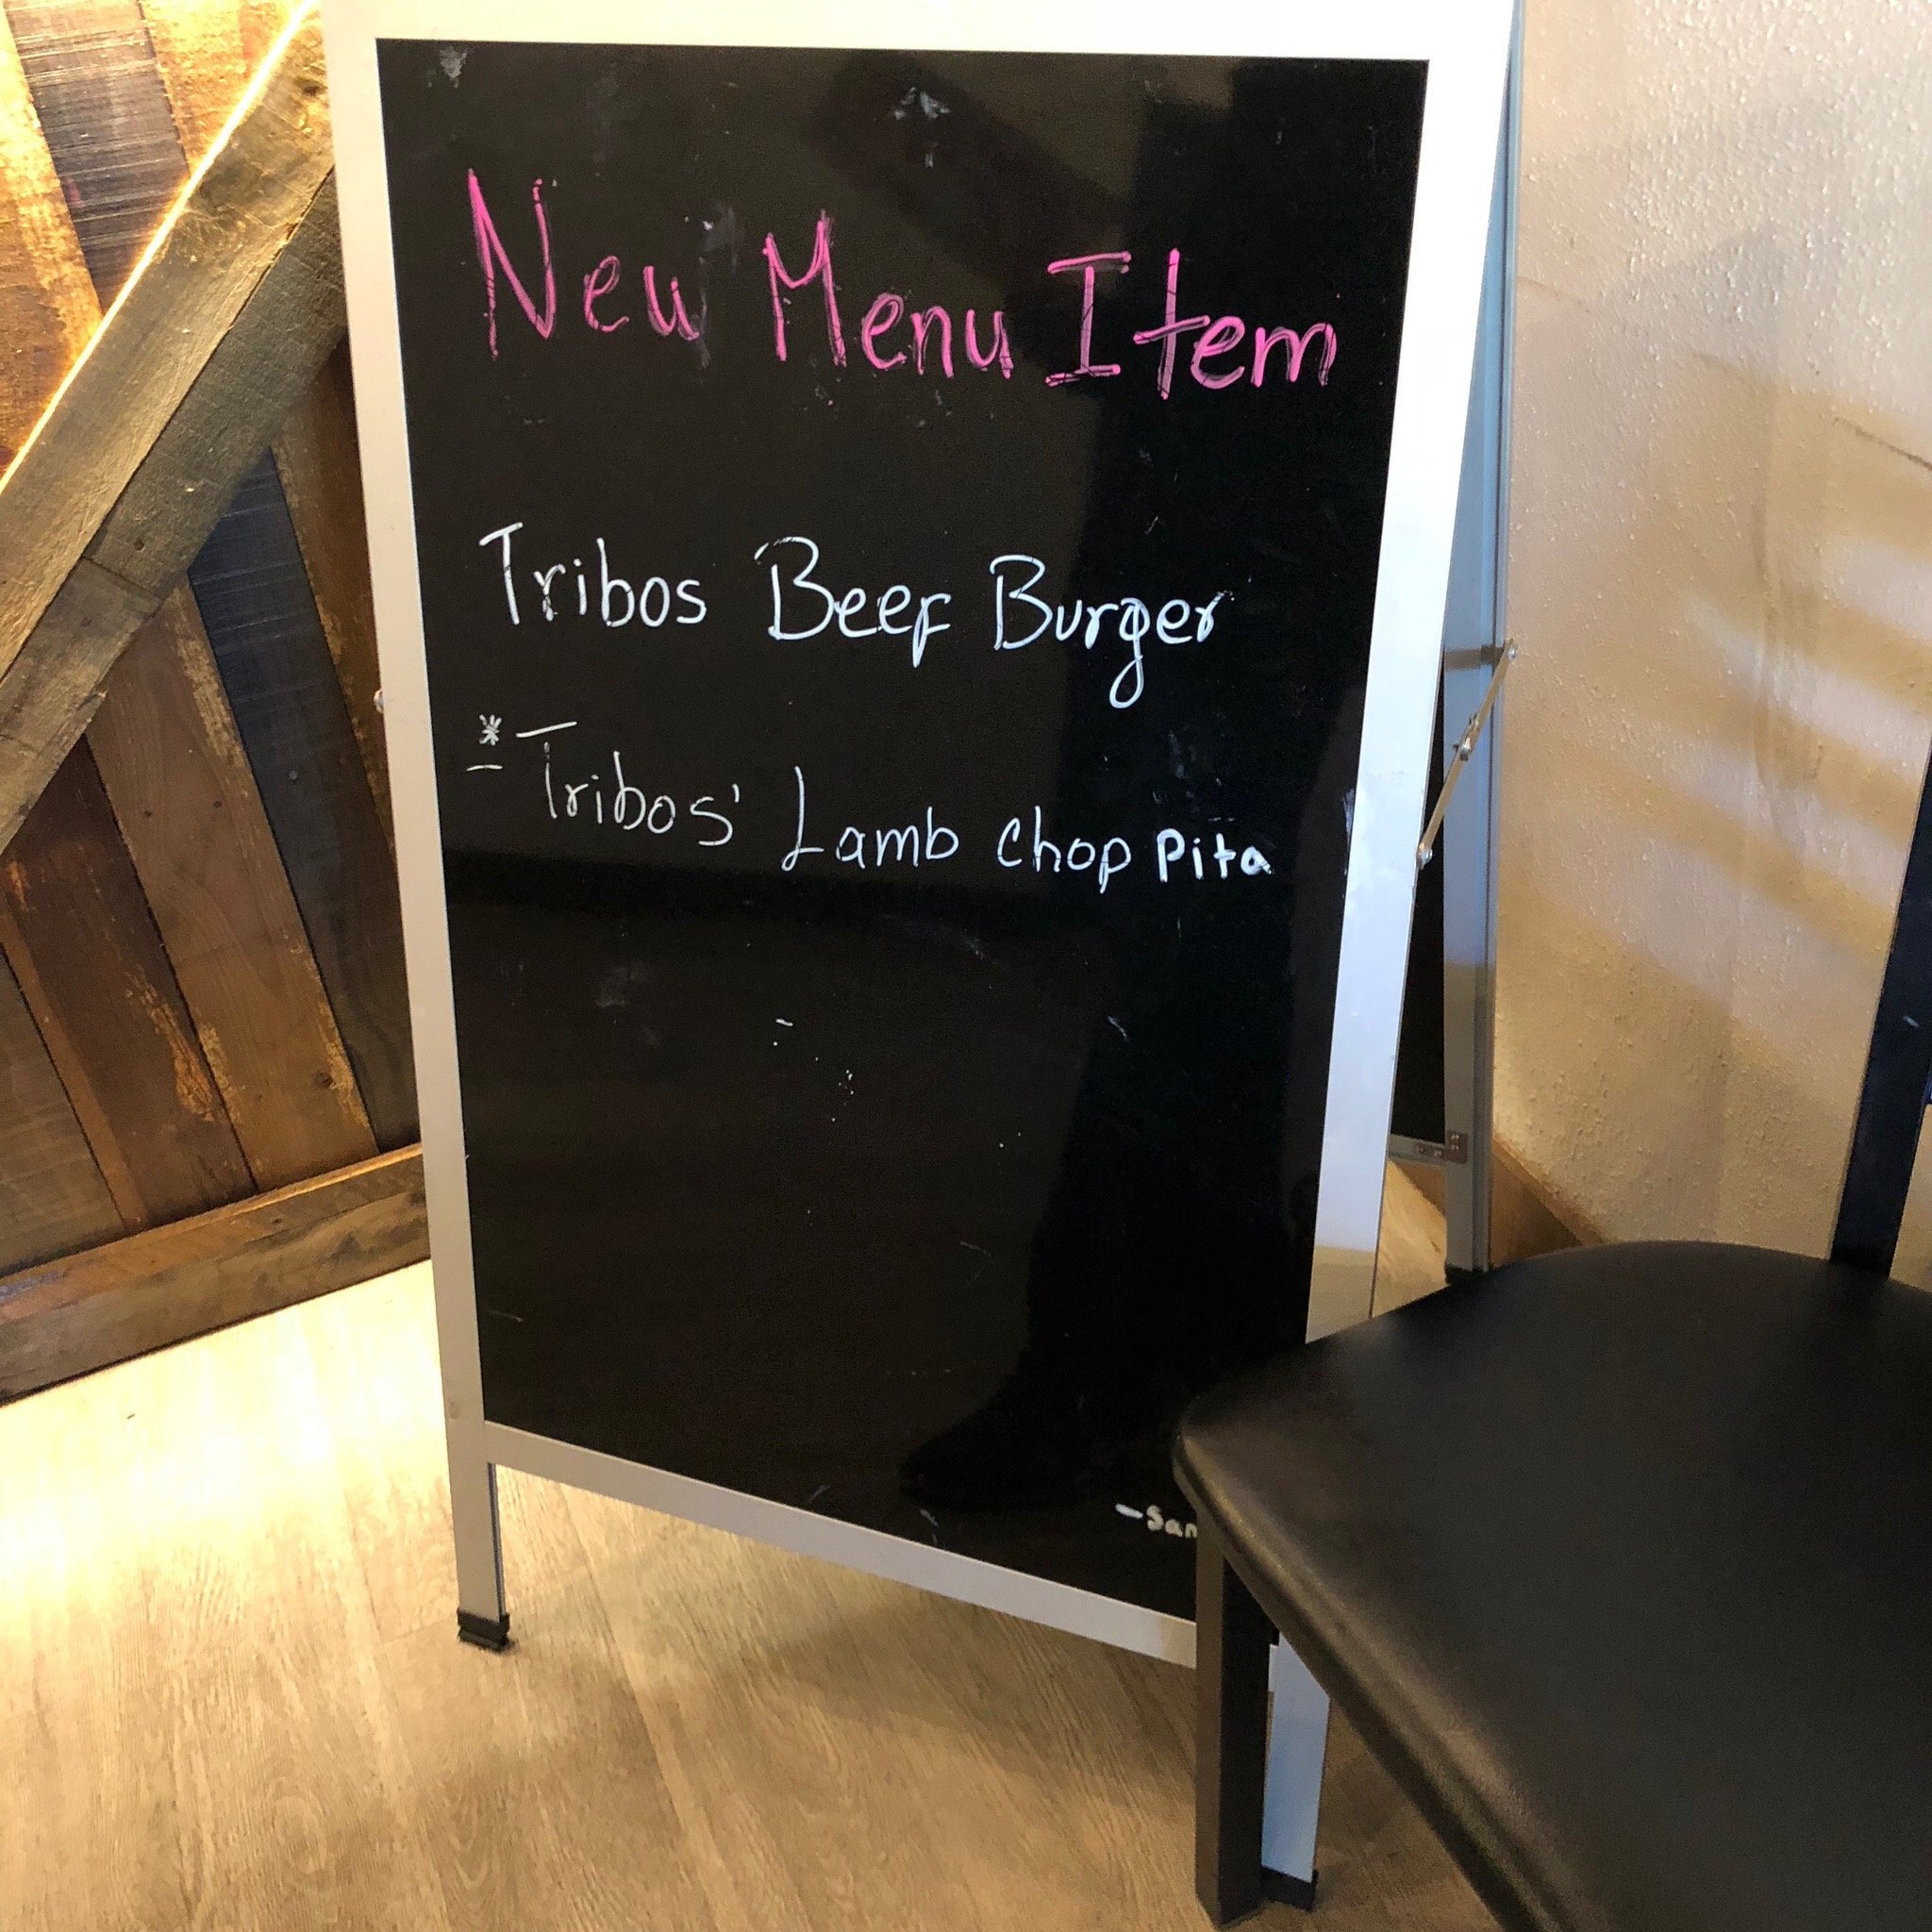 New Menu Item
Tribos Beef Burger
* Tribos' Lamb Chop Pita